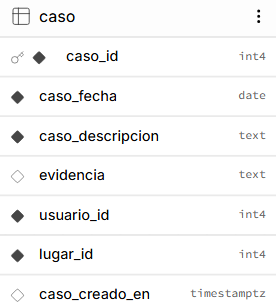 caso
caso_id int4
caso_fecha date
caso_descripcion text
evidencia text
usuario_id int4
lugar_id int4
caso_creado_en timestamptz